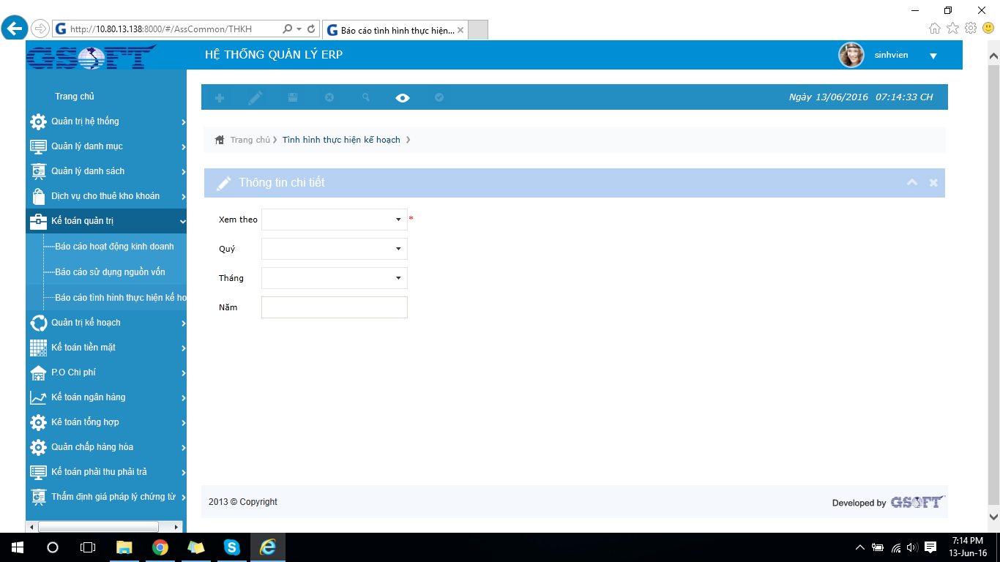 http://10.80.13.138:8000/#/AssCommon/THKH
Báo cáo tình hình thực hiện...
GSOFT
HỆ THỐNG QUẢN LÝ ERP
sinhvien
Trang chủ
Quản trị hệ thống
Quản lý danh mục
Quản lý danh sách
Dịch vụ cho thuê kho khoán
Kế toán quản trị
Báo cáo hoạt động kinh doanh
Báo cáo sử dụng nguồn vốn
Báo cáo tình hình thực hiện kế ho
Quản trị kế hoạch
Kế toán tiền mặt
P.O Chi phí
Kế toán ngân hàng
Kê toán tổng hợp
Quản chấp hàng hóa
Kế toán phải thu phải trả
Thẩm định giá pháp lý chứng từ
Ngày 13/06/2016 07:14:33 CH
Trang chủ
Tình hình thực hiện kế hoạch
Thông tin chi tiết
Xem theo *
Quý
Tháng
Năm
2013 © Copyright
Developed by GSOFT
7:14 PM
13-Jun-16